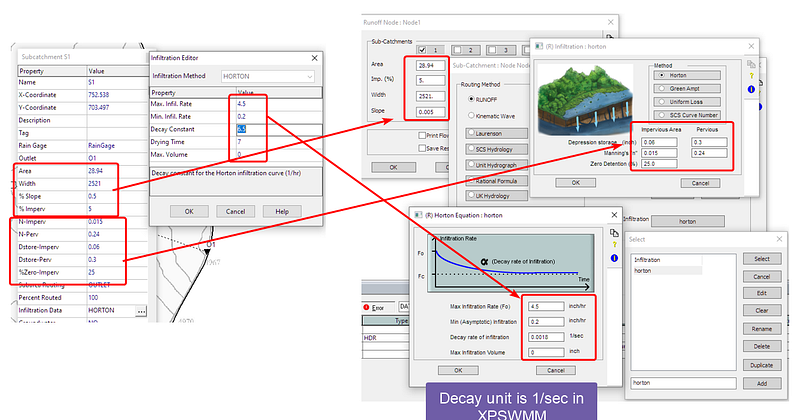 Subcatchment S1
Property Value
Name S1
X-Coordinate 752.538
Y-Coordinate 703.497
Description
Tag
Rain Gage RainGage
Outlet O1
Area 28.94
Width 2521
% Slope 0.5
% Imperv 5
N-Imperv 0.015
N-Perv 0.24
Dstore-Imperv 0.06
Dstore-Perv 0.3
%Zero-Imperv 25
Subarea Routing OUTLET
Percent Routed 100
Infiltration Data HORTON ...
Groundwater NO
O1
4967
4970
Infiltration Editor
Infiltration Method HORTON
Property Value
Max. Infil. Rate 4.5
Min. Infil. Rate 0.2
Decay Constant 6.5
Drying Time 7
Max. Volume 0
Decay constant for the Horton infiltration curve (1/hr)
OK Cancel Help
Runoff Node : Node1
Sub-Catchments
1 2 3
Area 28.94
Imp. (%) 5.
Width 2521.
Slope 0.005
Print Flow
Save Res
OK
Sub-Catchment : Node Node
Routing Method
RUNOFF
Kinematic Wave
Laurenson
SCS Hydrology
Unit Hydrograph
Rational Formula
UK Hydrology
Infiltration horton
(R) Infiltration : horton
Method
Horton
Green Ampt
Uniform Loss
SCS Curve Number
Impervious Area Pervious
Depression storage (inch) 0.06 0.3
Manning's 'n' 0.015 0.24
Zero Detention (%) 25.0
OK Cancel
(R) Horton Equation : horton
Infiltration Rate
Fo
α (Decay rate of Infiltration)
Fc
Time
Max Infiltration Rate (Fo) 4.5 inch/hr
Min (Asymptotic) Infiltration 0.2 inch/hr
Decay rate of infiltration 0.0018 1/sec
Max Infiltration Volume 0 inch
OK Cancel
Error DA
Type
HDR
Select
Infiltration
horton
Select
Cancel
Edit
Clear
Rename
Delete
Duplicate
horton Add
Decay unit is 1/sec in
XPSWMM